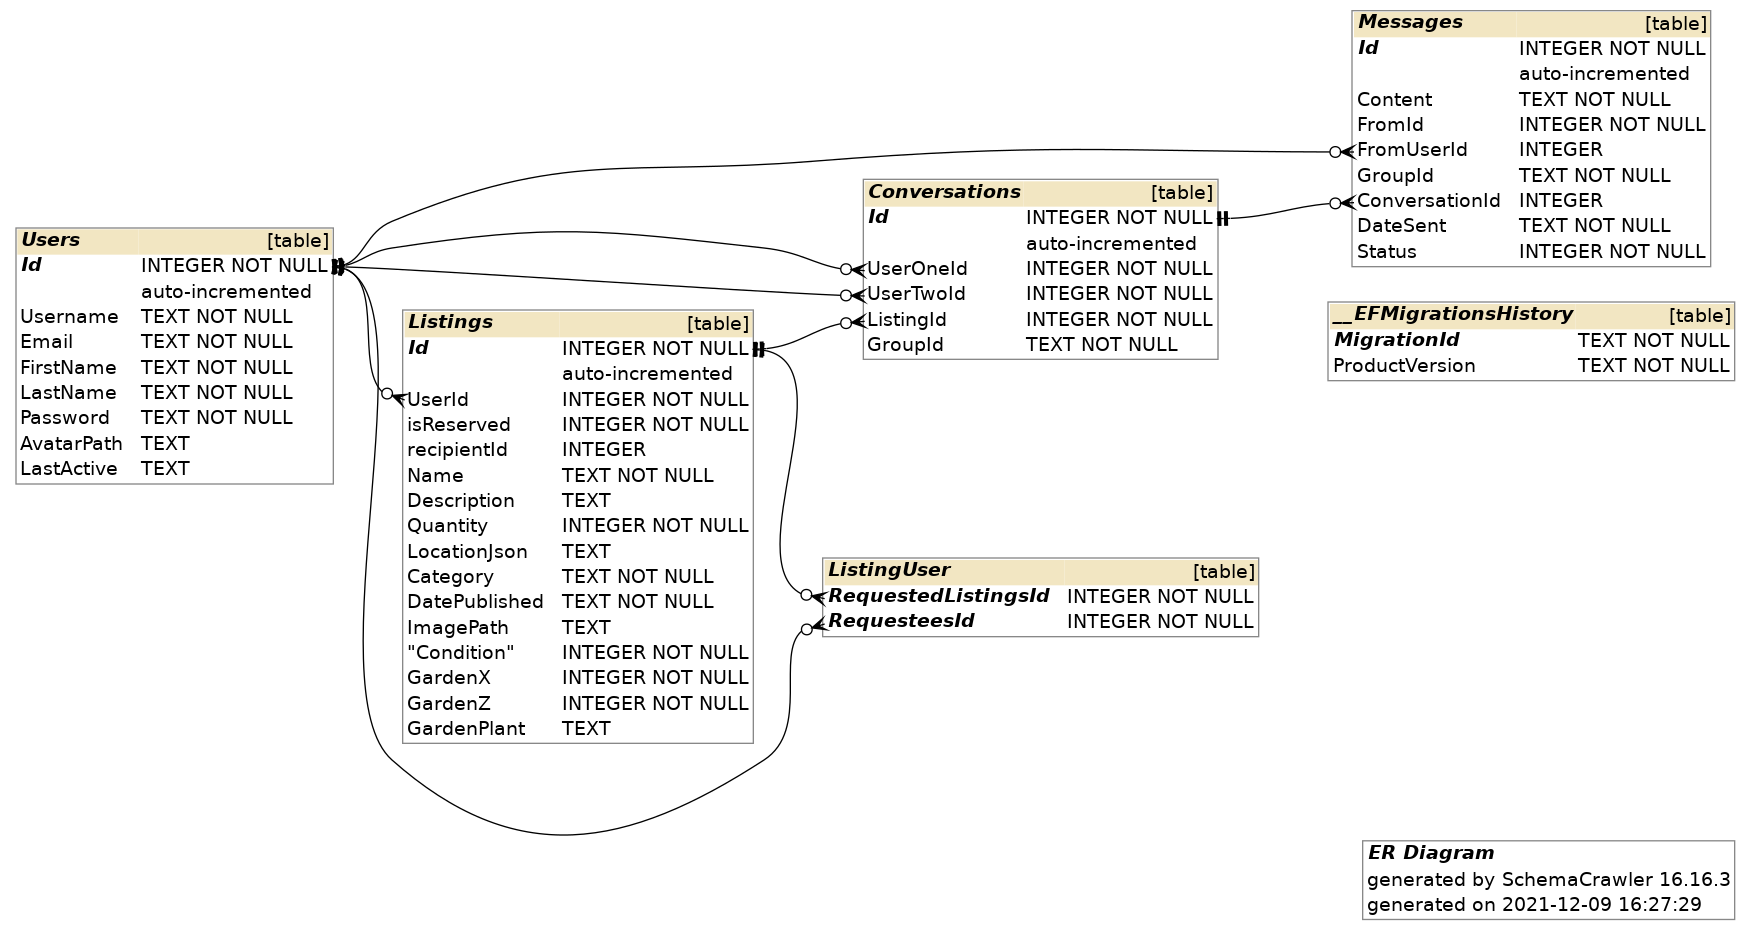 Messages [table]
Id INTEGER NOT NULL
auto-incremented
Content TEXT NOT NULL
FromId INTEGER NOT NULL
FromUserId INTEGER
GroupId TEXT NOT NULL
ConversationId INTEGER
DateSent TEXT NOT NULL
Status INTEGER NOT NULL
Conversations [table]
Id INTEGER NOT NULL
auto-incremented
UserOneId INTEGER NOT NULL
UserTwoId INTEGER NOT NULL
ListingId INTEGER NOT NULL
GroupId TEXT NOT NULL
Users [table]
Id INTEGER NOT NULL
auto-incremented
Username TEXT NOT NULL
Email TEXT NOT NULL
FirstName TEXT NOT NULL
LastName TEXT NOT NULL
Password TEXT NOT NULL
AvatarPath TEXT
LastActive TEXT
Listings [table]
Id INTEGER NOT NULL
auto-incremented
UserId INTEGER NOT NULL
isReserved INTEGER NOT NULL
recipientId INTEGER
Name TEXT NOT NULL
Description TEXT
Quantity INTEGER NOT NULL
LocationJson TEXT
Category TEXT NOT NULL
DatePublished TEXT NOT NULL
ImagePath TEXT
"Condition" INTEGER NOT NULL
GardenX INTEGER NOT NULL
GardenZ INTEGER NOT NULL
GardenPlant TEXT
__EFMigrationsHistory [table]
MigrationId TEXT NOT NULL
ProductVersion TEXT NOT NULL
ListingUser [table]
RequestedListingsId INTEGER NOT NULL
RequesteesId INTEGER NOT NULL
ER Diagram
generated by SchemaCrawler 16.16.3
generated on 2021-12-09 16:27:29